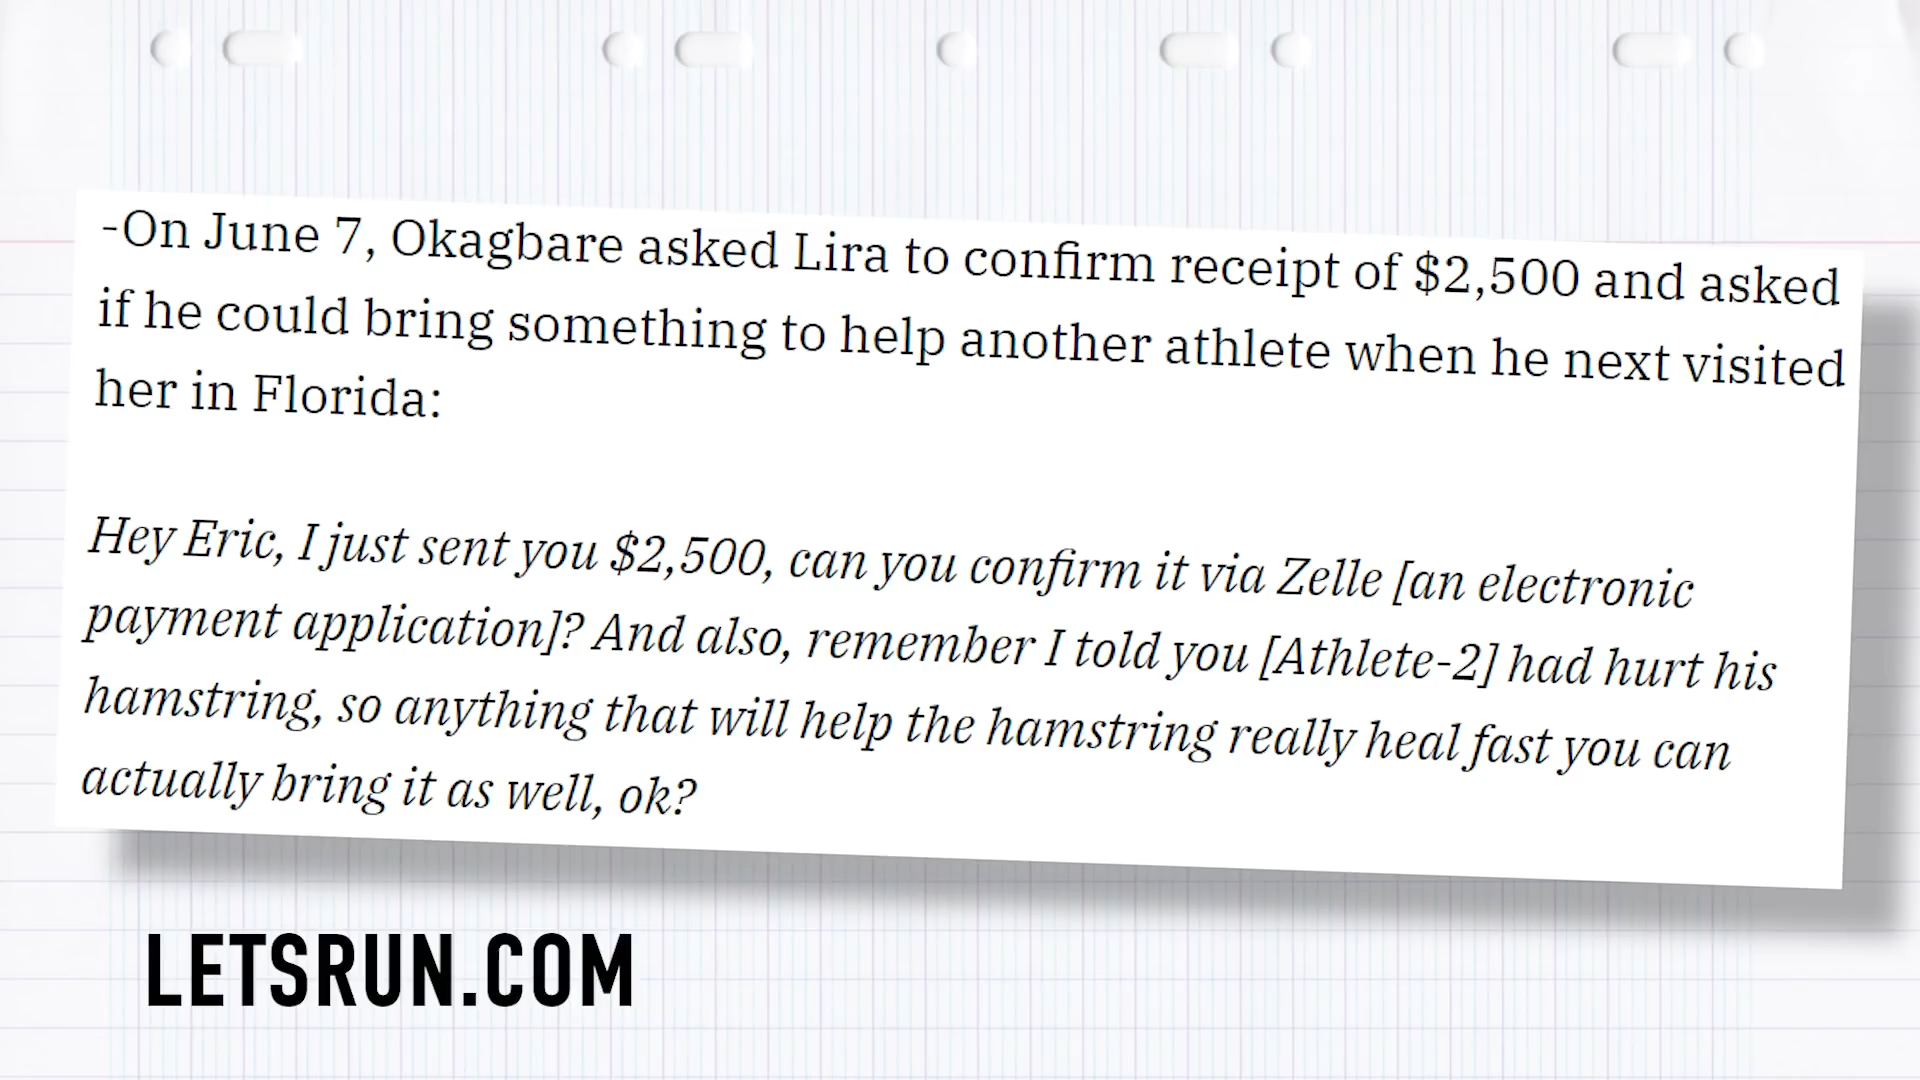 -On June 7, Okagbare asked Lira to confirm receipt of $2,500 and asked
if he could bring something to help another athlete when he next visited
her in Florida:
Hey Eric, I just sent you $2,500, can you confirm it via Zelle [an electronic
payment application]? And also, remember I told you [Athlete-2] had hurt his
hamstring, so anything that will help the hamstring really heal fast you can
actually bring it as well, ok?
LETSRUN.COM